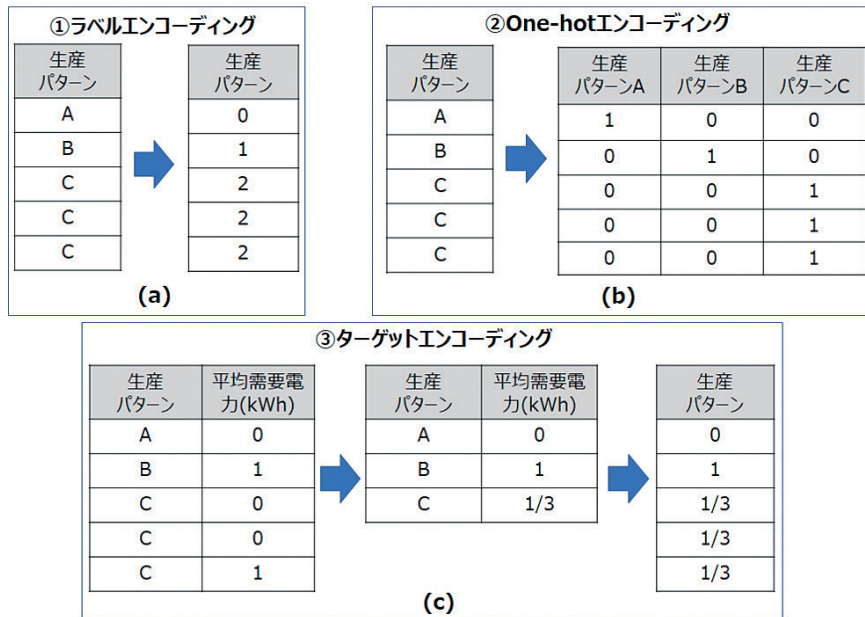 ①ラベルエンコーディング
生産
パターン
A
B
C
C
C
生産
パターン
0
1
2
2
2
(a)
②One-hotエンコーディング
生産
パターン
A
B
C
C
C
生産
パターンA
生産
パターンB
生産
パターンC
1 0 0
0 1 0
0 0 1
0 0 1
0 0 1
(b)
③ターゲットエンコーディング
生産
パターン
平均需要電
力(kWh)
A 0
B 1
C 0
C 0
C 1
生産
パターン
平均需要電
力(kWh)
A 0
B 1
C 1/3
生産
パターン
0
1
1/3
1/3
1/3
(c)